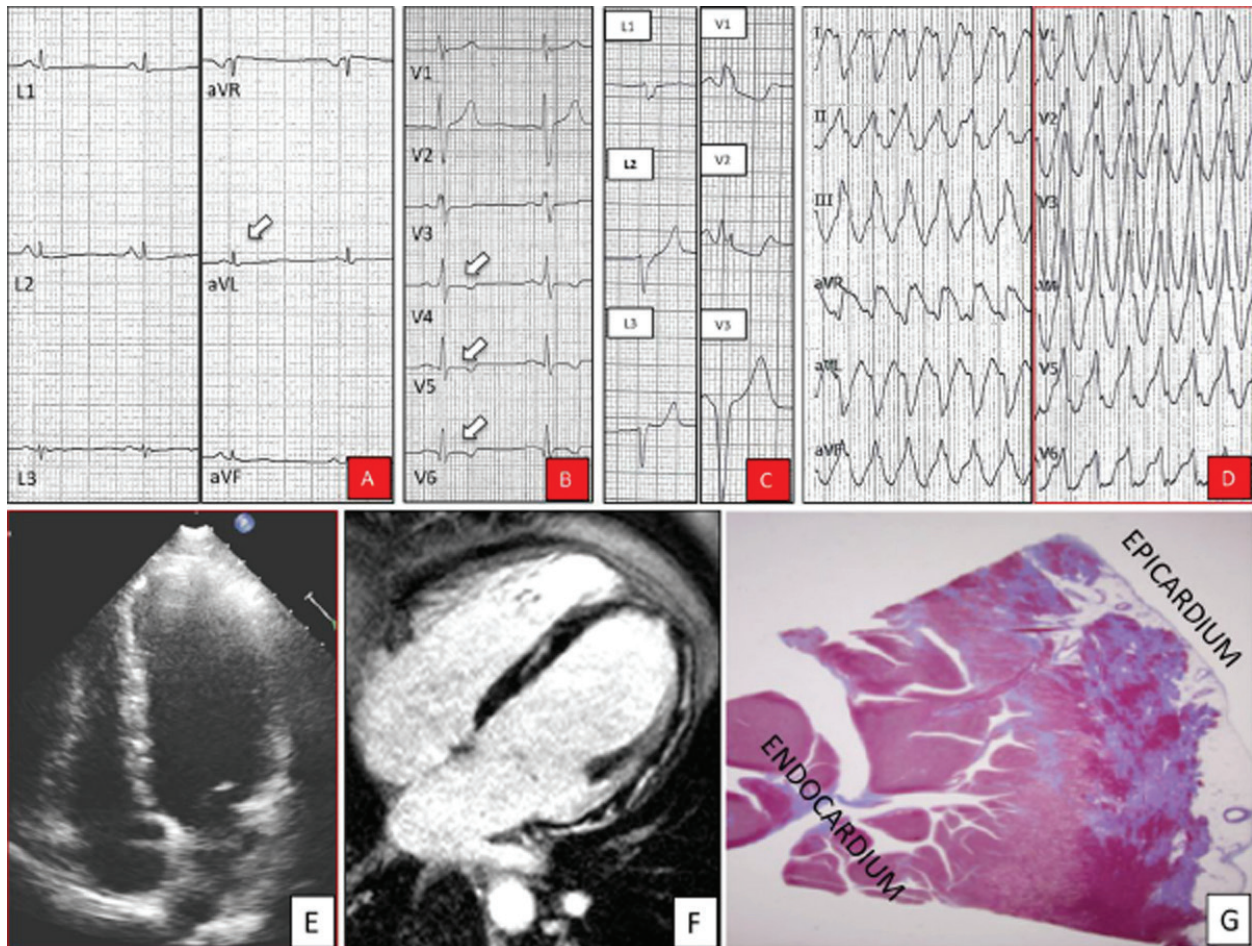 L1
aVR
L2
aVL
L3
aVF
A
V1
V2
V3
V4
V5
V6
B
L1
V1
L2
V2
L3
V3
C
I
II
III
aVR
aVL
aVF
V1
V2
V3
V4
V5
V6
D
E
F
EPICARDIUM
ENDOCARDIUM
G